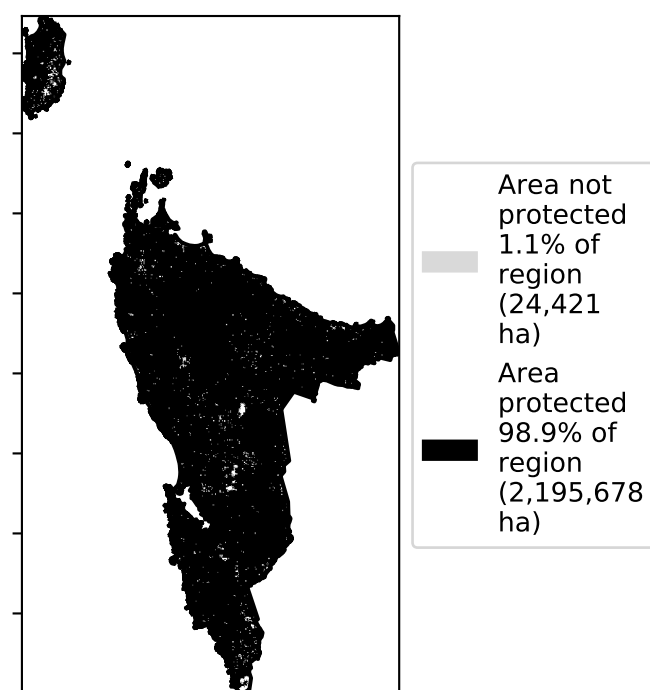 Area not
protected
1.1% of
region
(24,421
ha)
Area
protected
98.9% of
region
(2,195,678
ha)